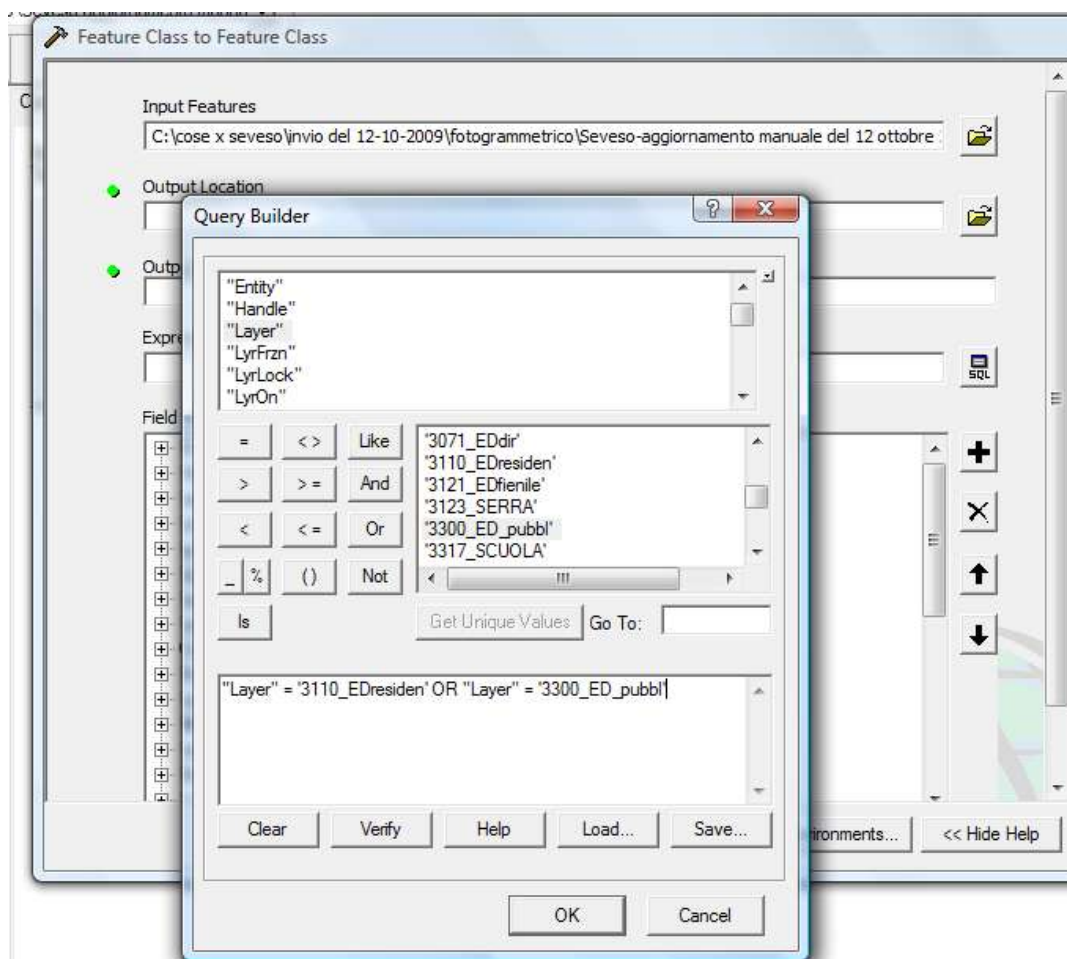 Feature Class to Feature Class
Input Features
C:\cose x seveso\invio del 12-10-2009\fotogrammetrico\Seveso-aggiornamento manuale del 12 ottobre
Output Location
Query Builder
Outp
"Entity"
"Handle"
"Layer"
"LyrFrzn"
"LyrLock"
"LyrOn"
Expre
SQL
Field
= < > Like
> > = And
< < = Or
_ % () Not
Is
'3071_EDdir'
'3110_EDresiden'
'3121_EDfienile'
'3123_SERRA'
'3300_ED_pubbl'
'3317_SCUOLA'
Get Unique Values Go To:
"Layer" = '3110_EDresiden' OR "Layer" = '3300_ED_pubbl'
Clear Verify Help Load... Save...
ironments... << Hide Help
OK Cancel